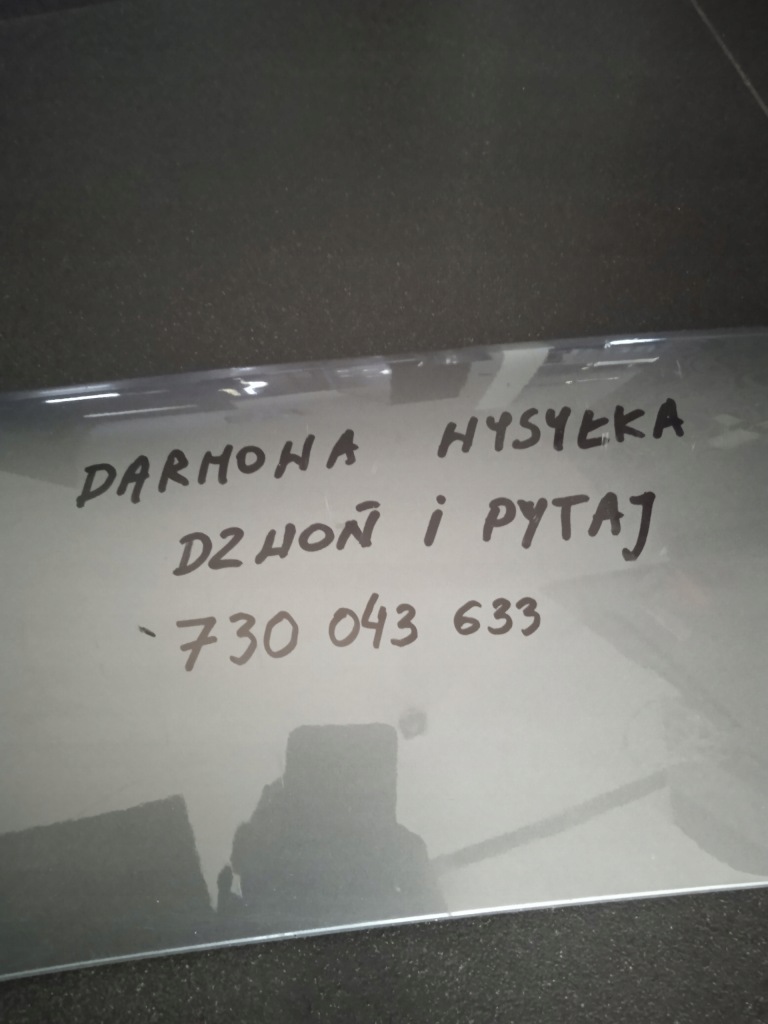 DARMOWA WYSYŁKA
DZWOŃ i PYTAJ
730 043 633